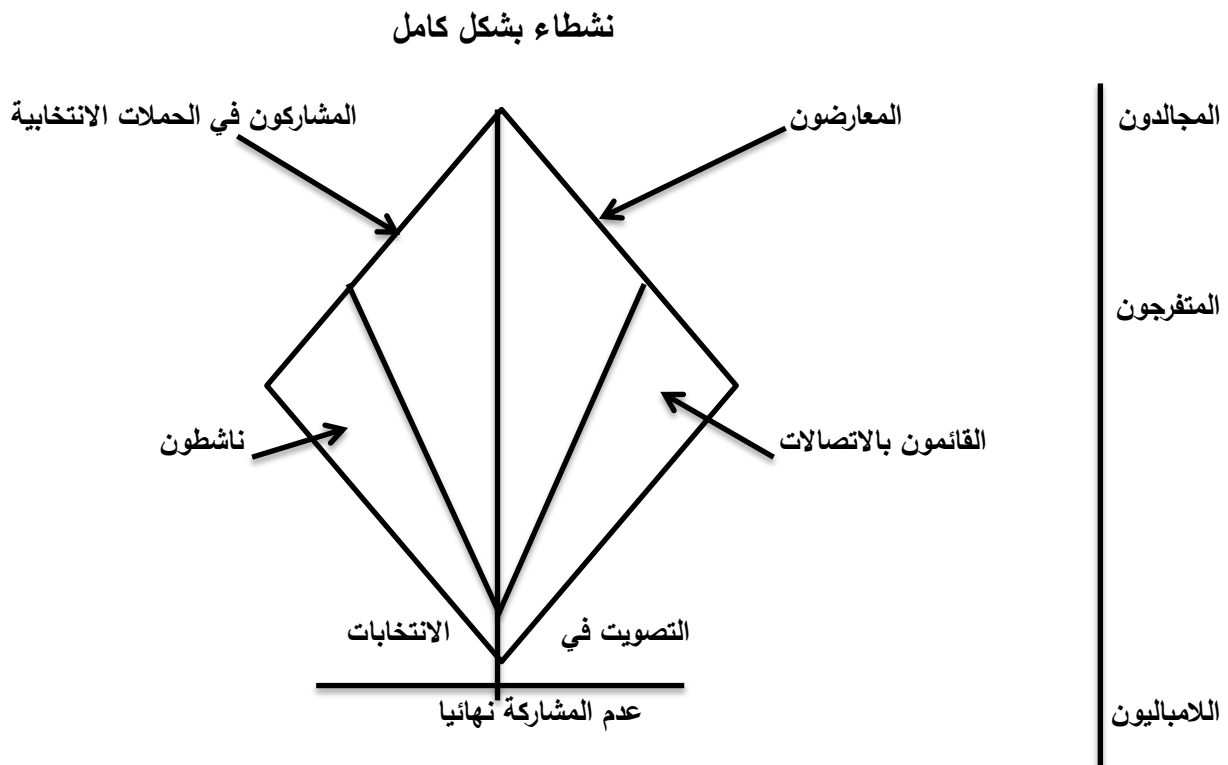 نشطاء بشكل كامل
المجالدون
المعارضون
المشاركون في الحملات الانتخابية
المتفرجون
القائمون بالاتصالات
ناشطون
التصويت في
الانتخابات
اللامباليون
عدم المشاركة نهائيا